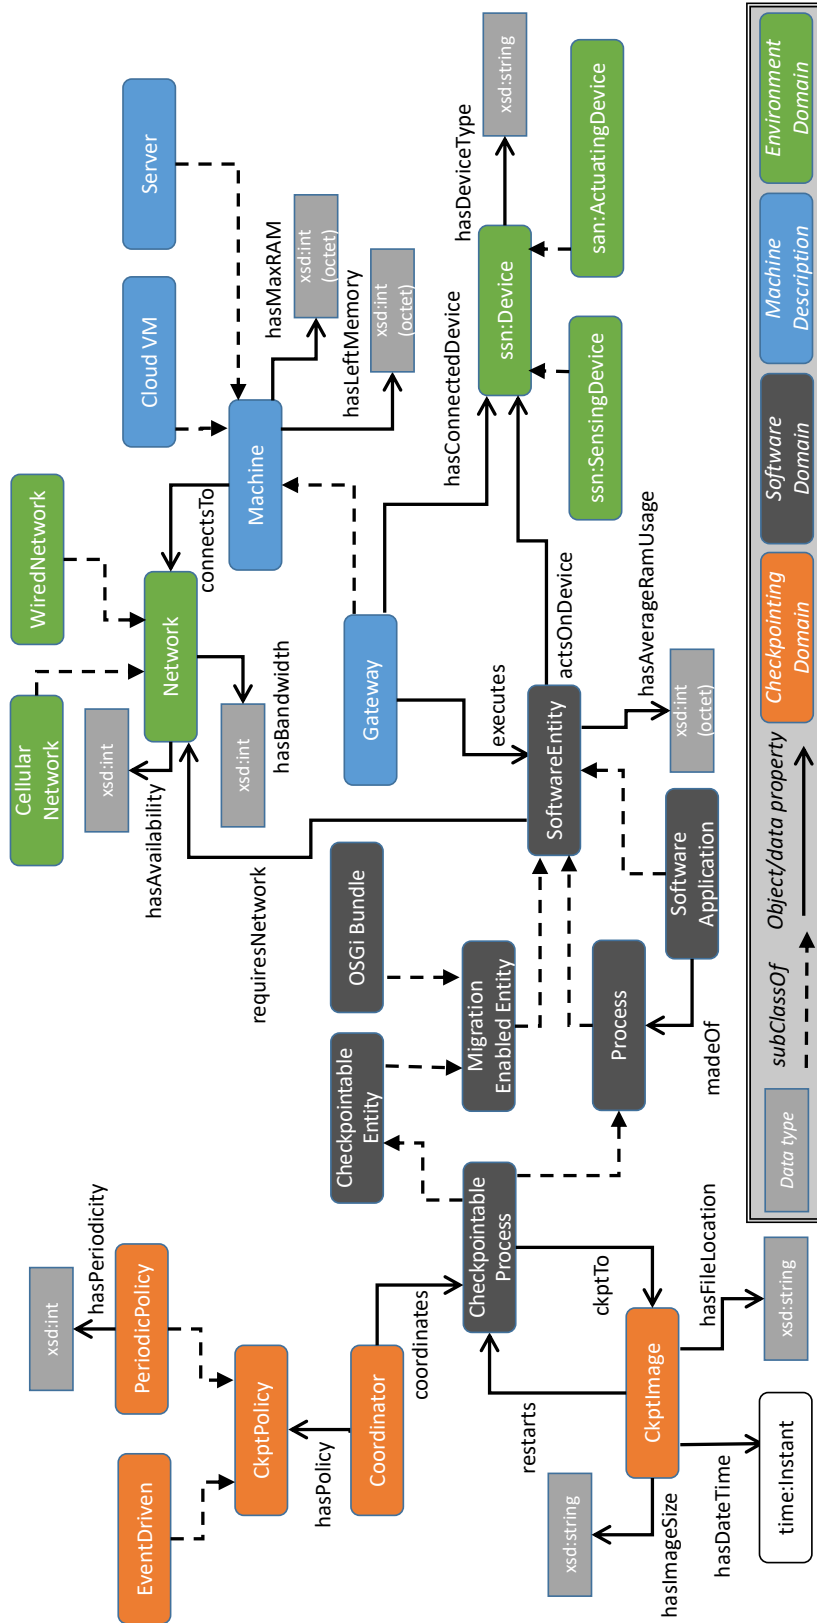 EventDriven
PeriodicPolicy
xsd:int
hasPeriodicity
CkptPolicy
hasPolicy
Coordinator
coordinates
Checkpointable
Process
restarts
ckptTo
CkptImage
xsd:string
hasImageSize
hasDateTime
time:Instant
hasFileLocation
xsd:string
Checkpointable
Entity
OSGi Bundle
Migration
Enabled Entity
Process
madeOf
Software
Application
SoftwareEntity
requiresNetwork
hasAverageRamUsage
xsd:int
(octet)
executes
actsOnDevice
Gateway
hasConnectedDevice
Cellular
Network
WiredNetwork
xsd:int
hasAvailability
Network
xsd:int
hasBandwidth
connectsTo
Machine
Cloud VM
Server
hasMaxRAM
xsd:int
(octet)
hasLeftMemory
xsd:int
(octet)
ssn:Device
hasDeviceType
xsd:string
ssn:SensingDevice
san:ActuatingDevice
Data type
subClassOf
Object/data property
Checkpointing
Domain
Software
Domain
Machine
Description
Environment
Domain